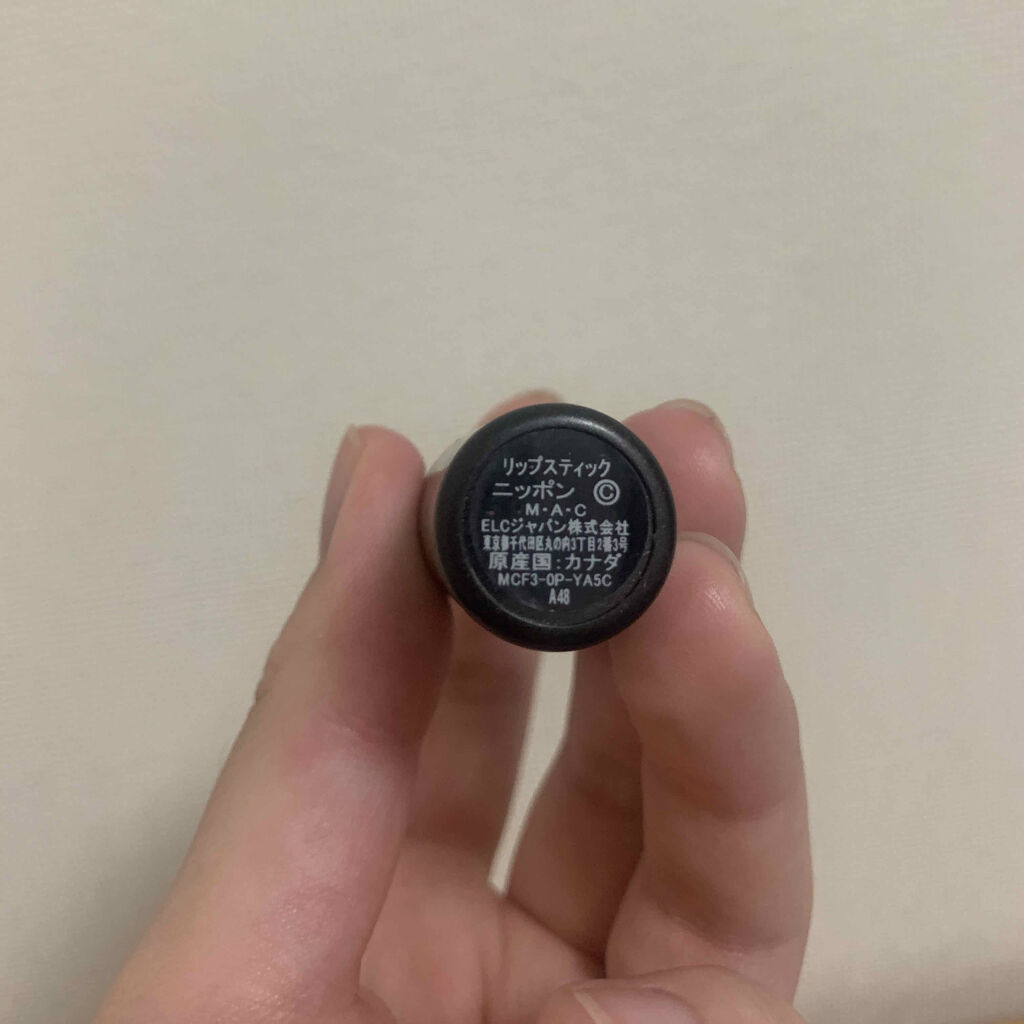 リップスティック
ニッポン Ⓒ
M・A・C
ELCジャパン株式会社
東京都千代田区丸の内3丁目2番3号
原産国:カナダ
MCF3-0P-YA5C
A48